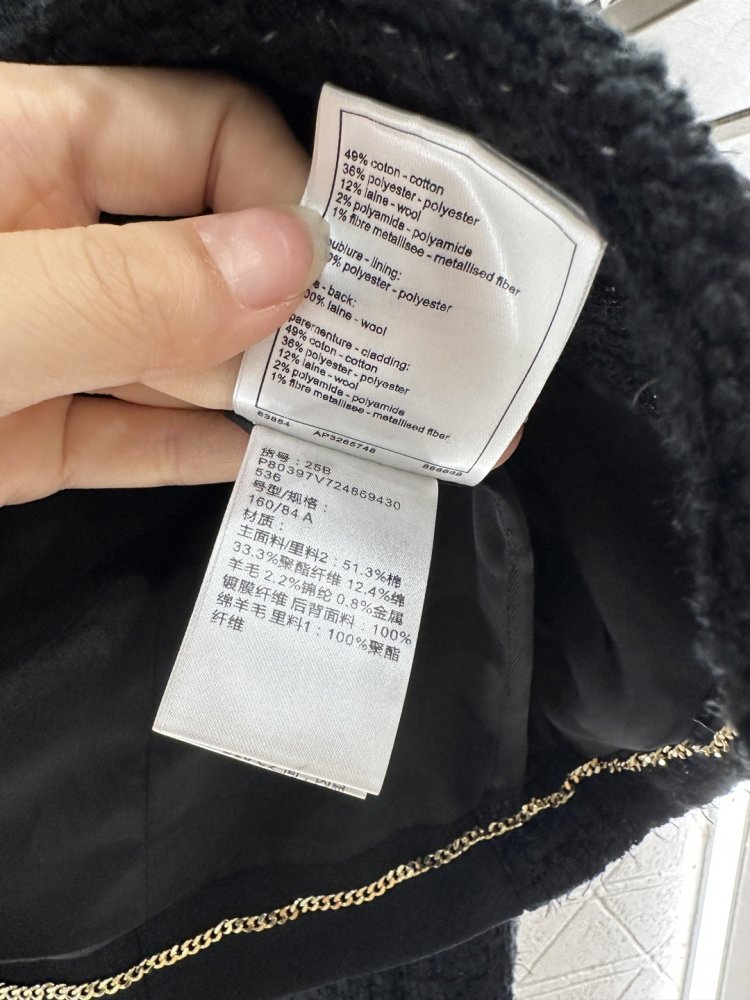 49% coton - cotton
36% polyester - polyester
12% laine - wool
2% polyamide - polyamide
1% fibre metallisee - metallised fiber
oublure - lining:
0% polyester - polyester
s - back:
00% laine - wool
parementure - cladding:
49% coton - cotton
36% polyester - polyester
12% laine - wool
2% polyamide - polyamide
1% fibre metallisee - metallised fiber
AP3266748
货号：25B
P80397V724869430
536
号型/规格：
160/84 A
材质：
主面料/里料2：51.3%棉
33.3%聚酯纤维 12.4%绵
羊毛 2.2%锦纶 0.8%金属
镀膜纤维 后背面料：100%
绵羊毛 里料1：100%聚酯
纤维